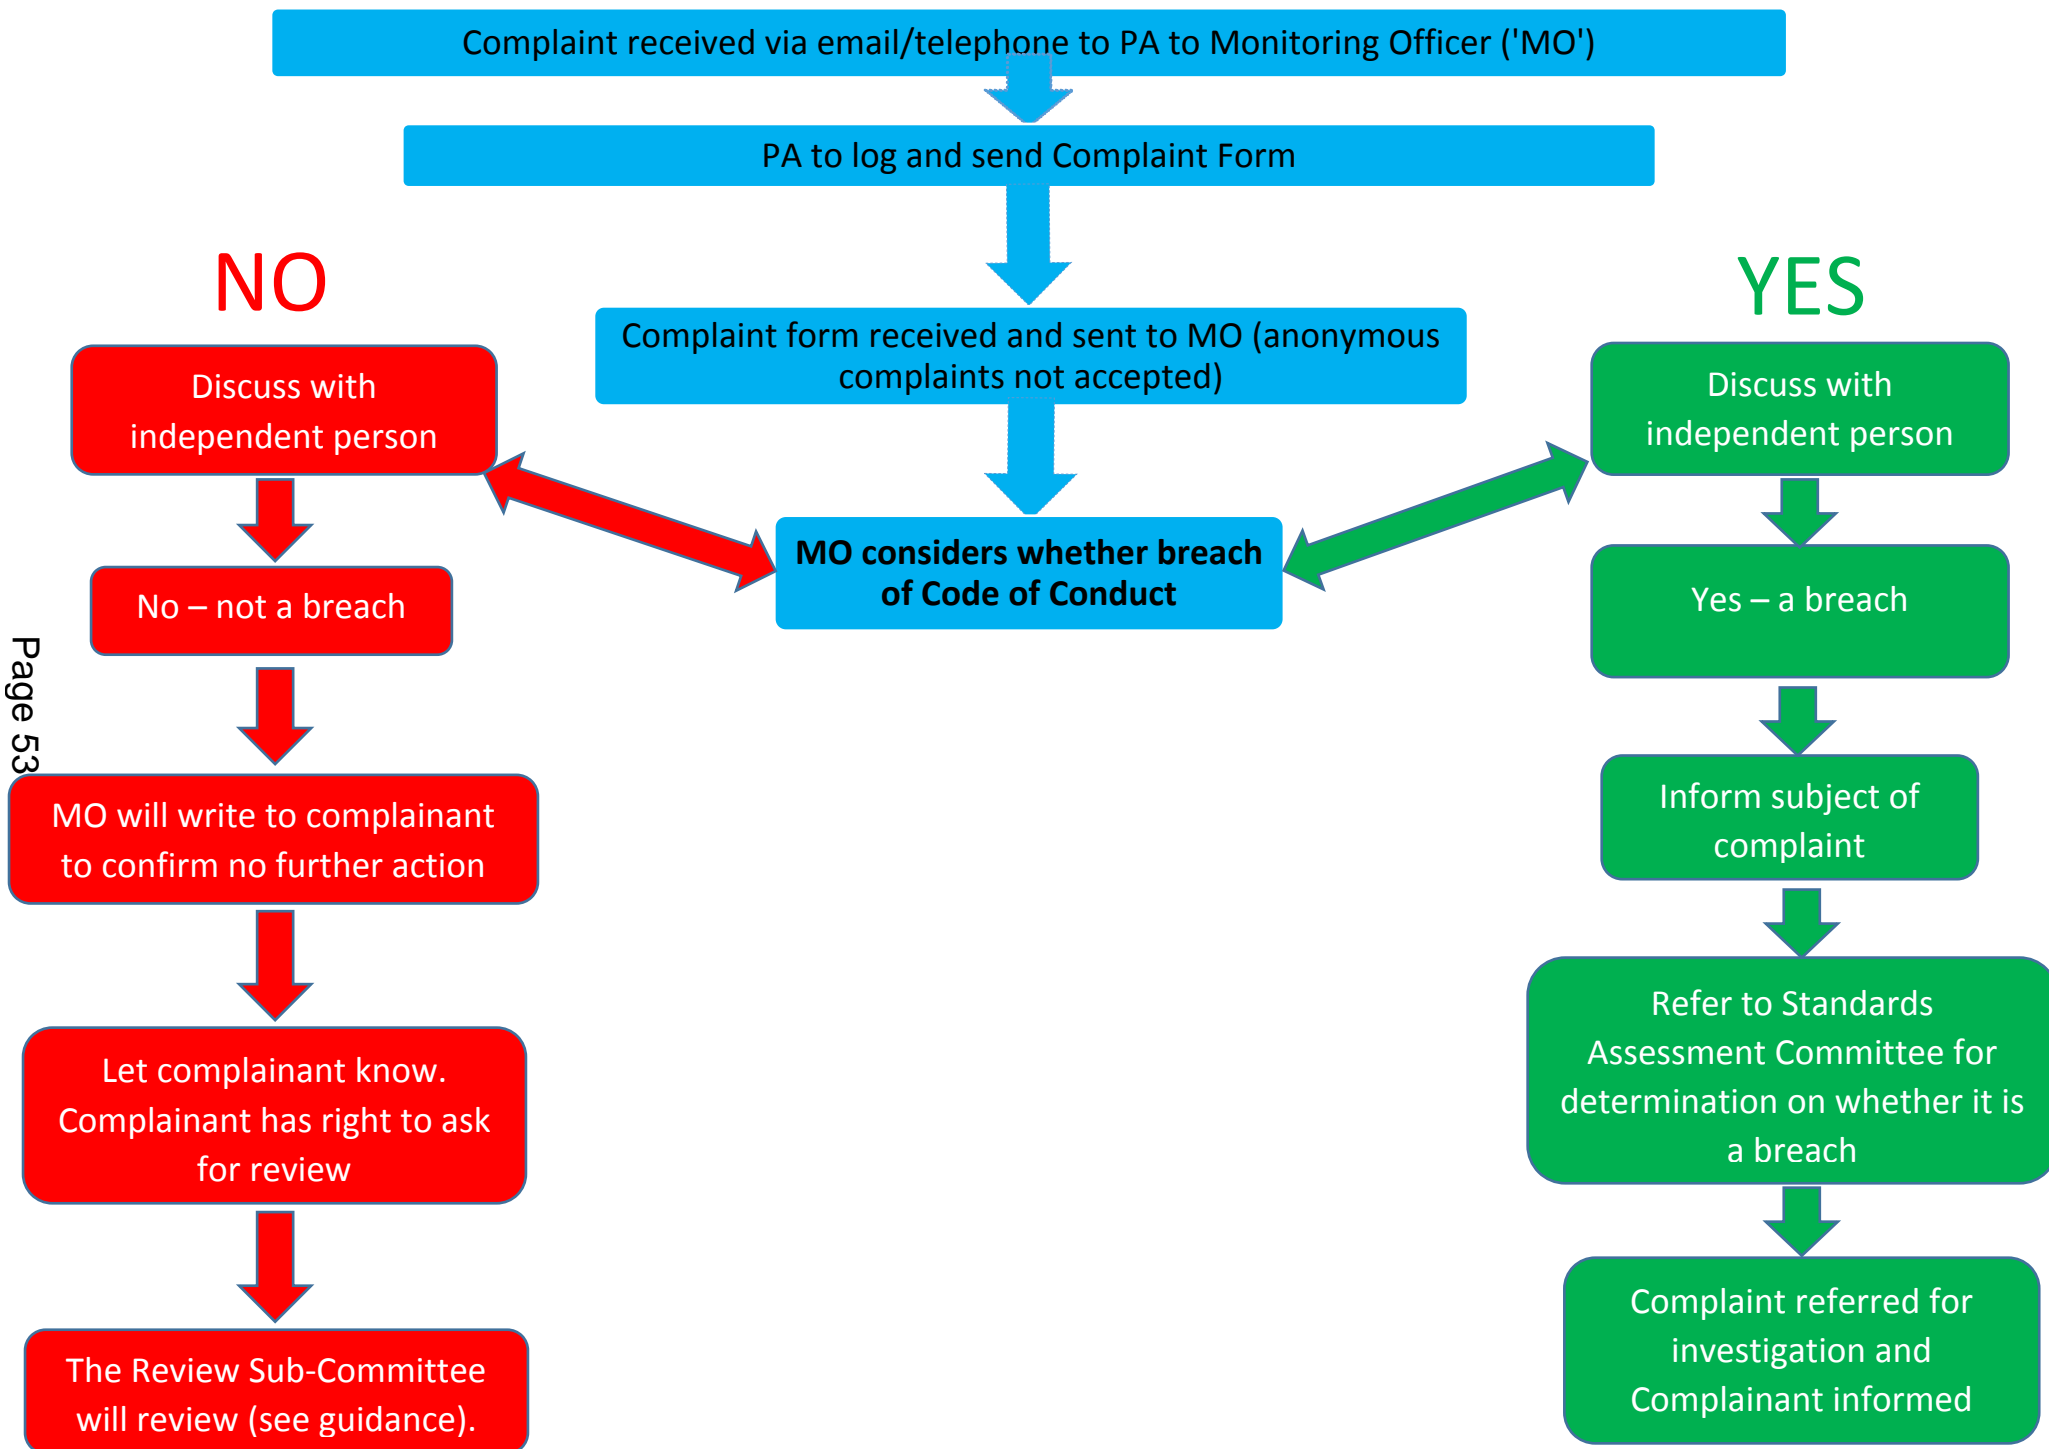 Complaint received via email/telephone to PA to Monitoring Officer ('MO')
PA to log and send Complaint Form
Complaint form received and sent to MO (anonymous
complaints not accepted)
MO considers whether breach
of Code of Conduct
NO
Discuss with
independent person
No – not a breach
MO will write to complainant
to confirm no further action
Let complainant know.
Complainant has right to ask
for review
The Review Sub-Committee
will review (see guidance).
YES
Discuss with
independent person
Yes – a breach
Inform subject of
complaint
Refer to Standards
Assessment Committee for
determination on whether it is
a breach
Complaint referred for
investigation and
Complainant informed
Page 53